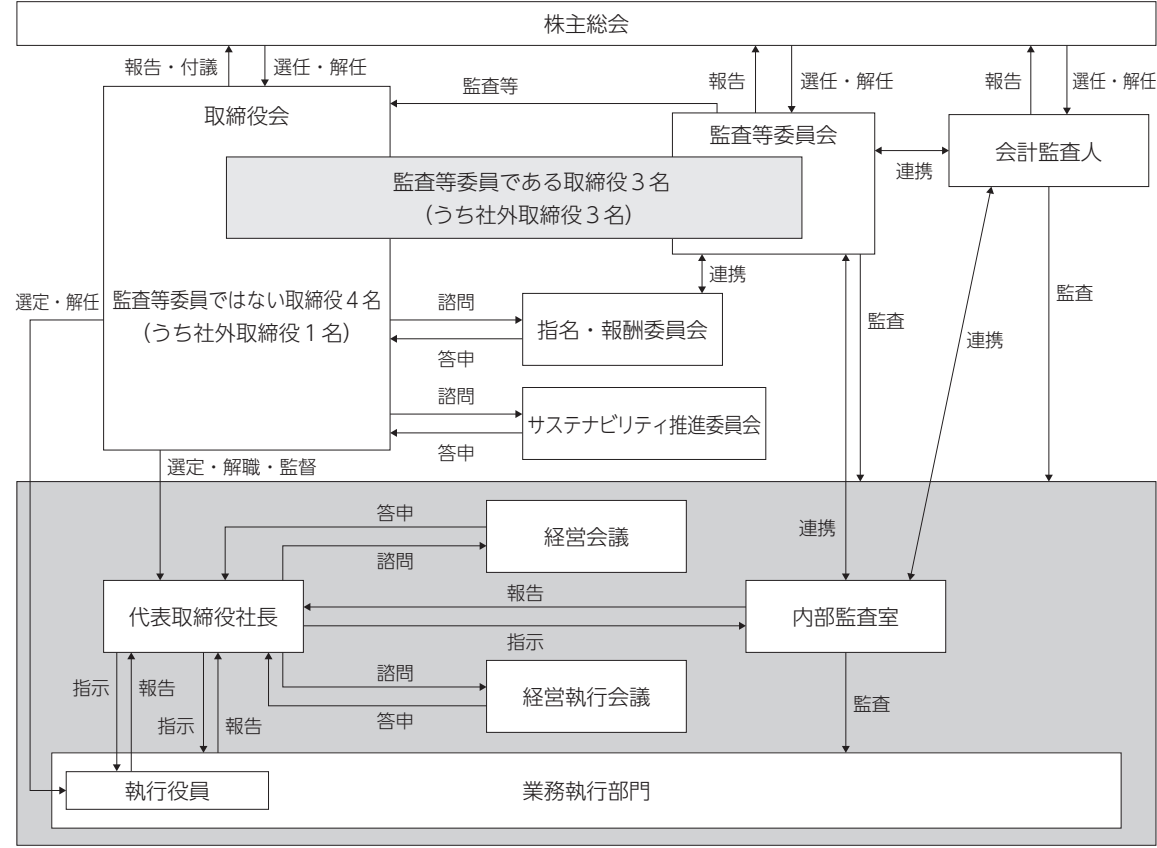 株主総会
報告・付議
選任・解任
報告
選任・解任
報告
選任・解任
監査等
取締役会
監査等委員会
会計監査人
連携
監査等委員である取締役3名
（うち社外取締役3名）
連携
選定・解任
監査等委員ではない取締役4名
（うち社外取締役1名）
諮問
指名・報酬委員会
答申
監査
連携
監査
諮問
サステナビリティ推進委員会
答申
選定・解職・監督
答申
経営会議
諮問
連携
報告
代表取締役社長
内部監査室
指示
諮問
経営執行会議
答申
指示
報告
指示
報告
監査
執行役員
業務執行部門